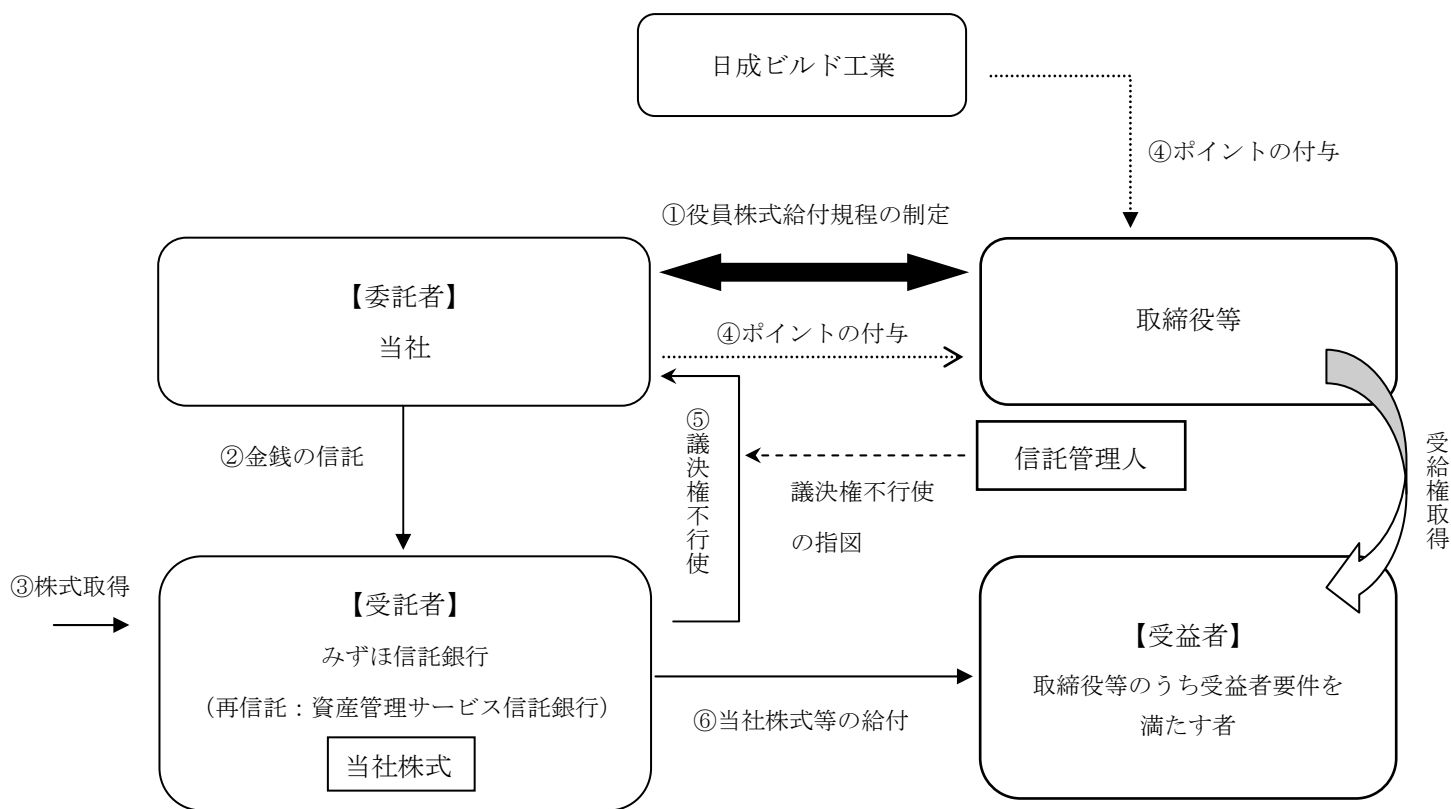 日成ビルド工業
④ポイントの付与
①役員株式給付規程の制定
【委託者】
当社
取締役等
④ポイントの付与
②金銭の信託
⑤議決権不行使
信託管理人
議決権不行使
の指図
受給権取得
③株式取得
【受託者】
みずほ信託銀行
（再信託：資産管理サービス信託銀行）
当社株式
⑥当社株式等の給付
【受益者】
取締役等のうち受益者要件を
満たす者